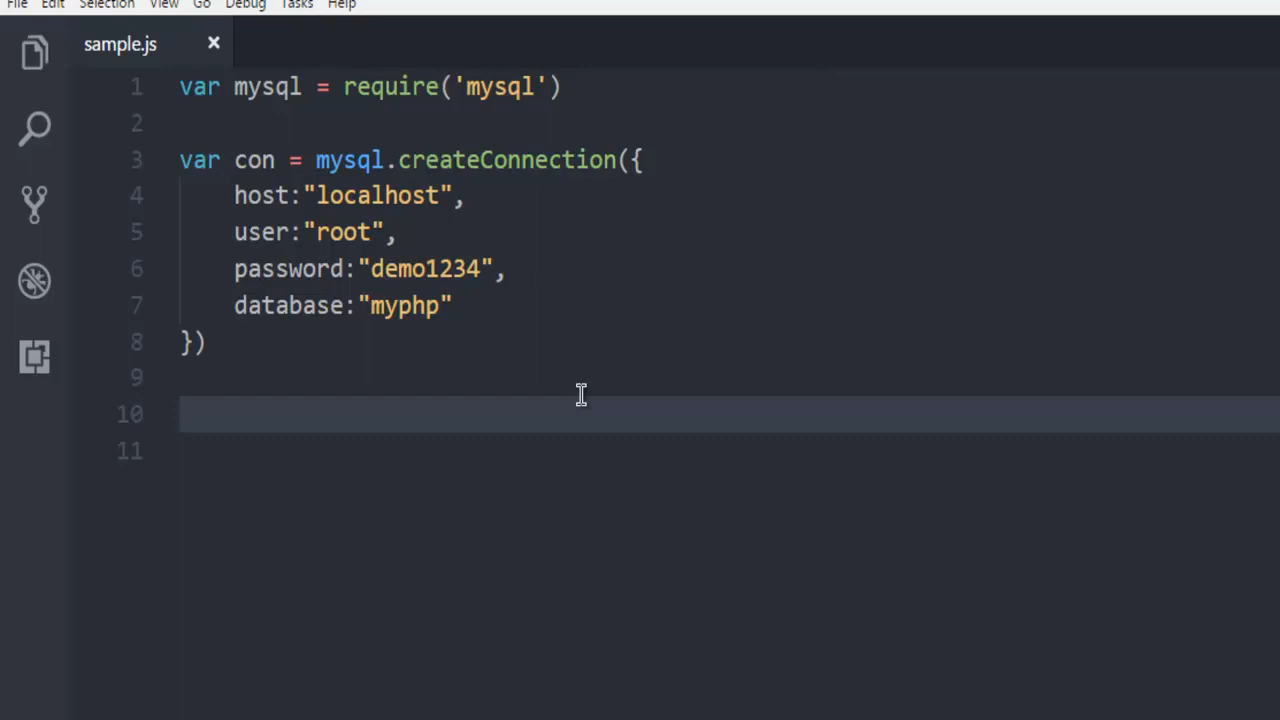 File Edit Selection View Go Debug Tasks Help
sample.js ×
1 var mysql = require('mysql')
2
3 var con = mysql.createConnection({
4     host:"localhost",
5     user:"root",
6     password:"demo1234",
7     database:"myphp"
8 })
9
10
11